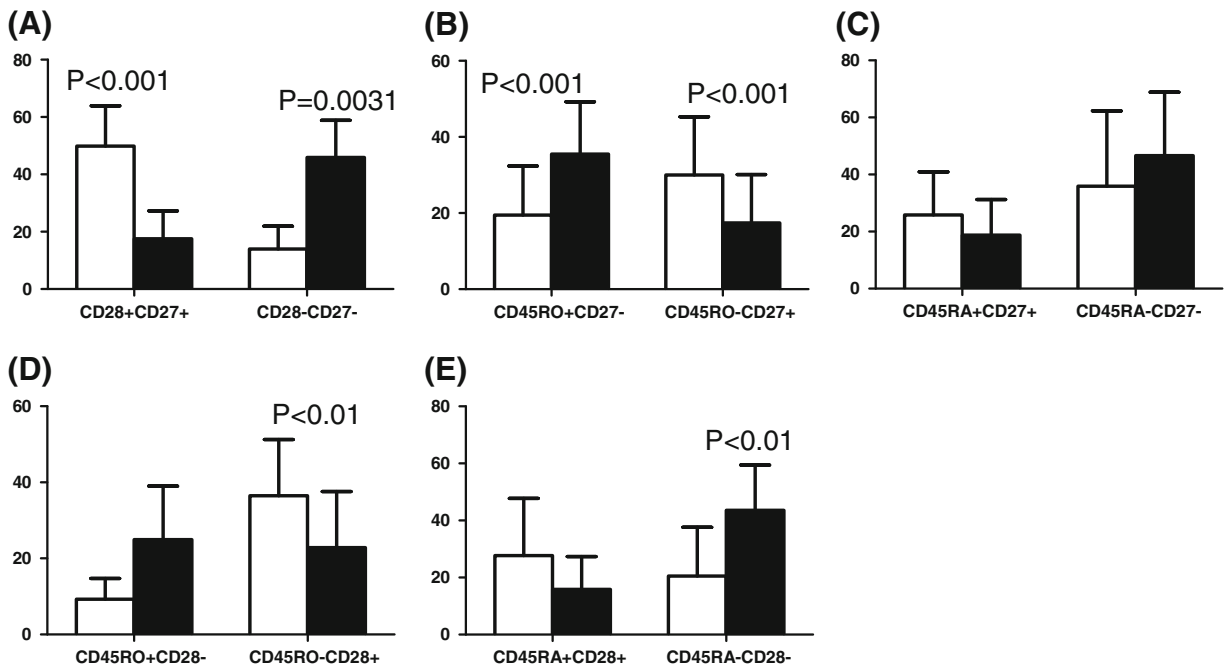 (A)
80
60
40
20
0
P<0.001
P=0.0031
CD28+CD27+
CD28-CD27-
(B)
60
40
20
0
P<0.001
P<0.001
CD45RO+CD27-
CD45RO-CD27+
(C)
80
60
40
20
0
CD45RA+CD27+
CD45RA-CD27-
(D)
60
40
20
0
P<0.01
CD45RO+CD28-
CD45RO-CD28+
(E)
80
60
40
20
0
P<0.01
CD45RA+CD28+
CD45RA-CD28-